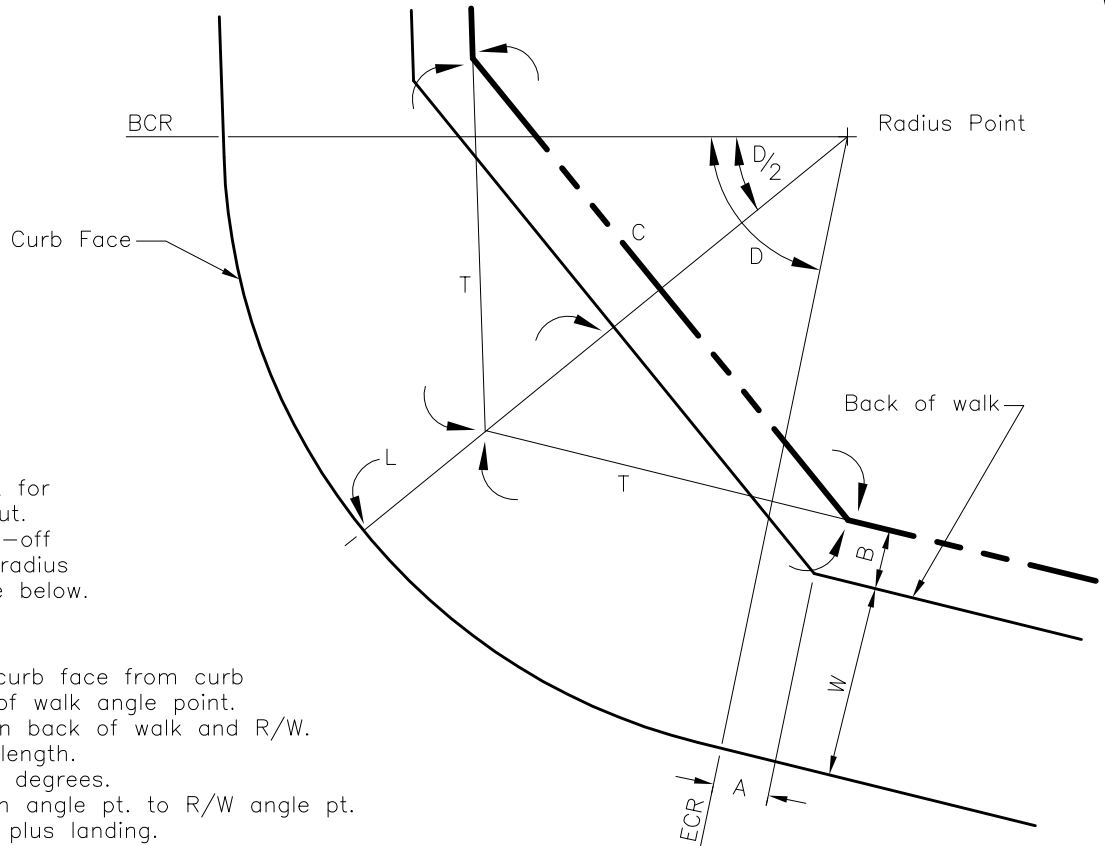 BCR
Radius Point
D/2
Curb Face
C
D
T
Back of walk
L
T
for
ut.
-off
radius
e below.
B
curb face from curb
of walk angle point.
n back of walk and R/W.
length.
degrees.
n angle pt. to R/W angle pt.
plus landing.
W
A
ECR